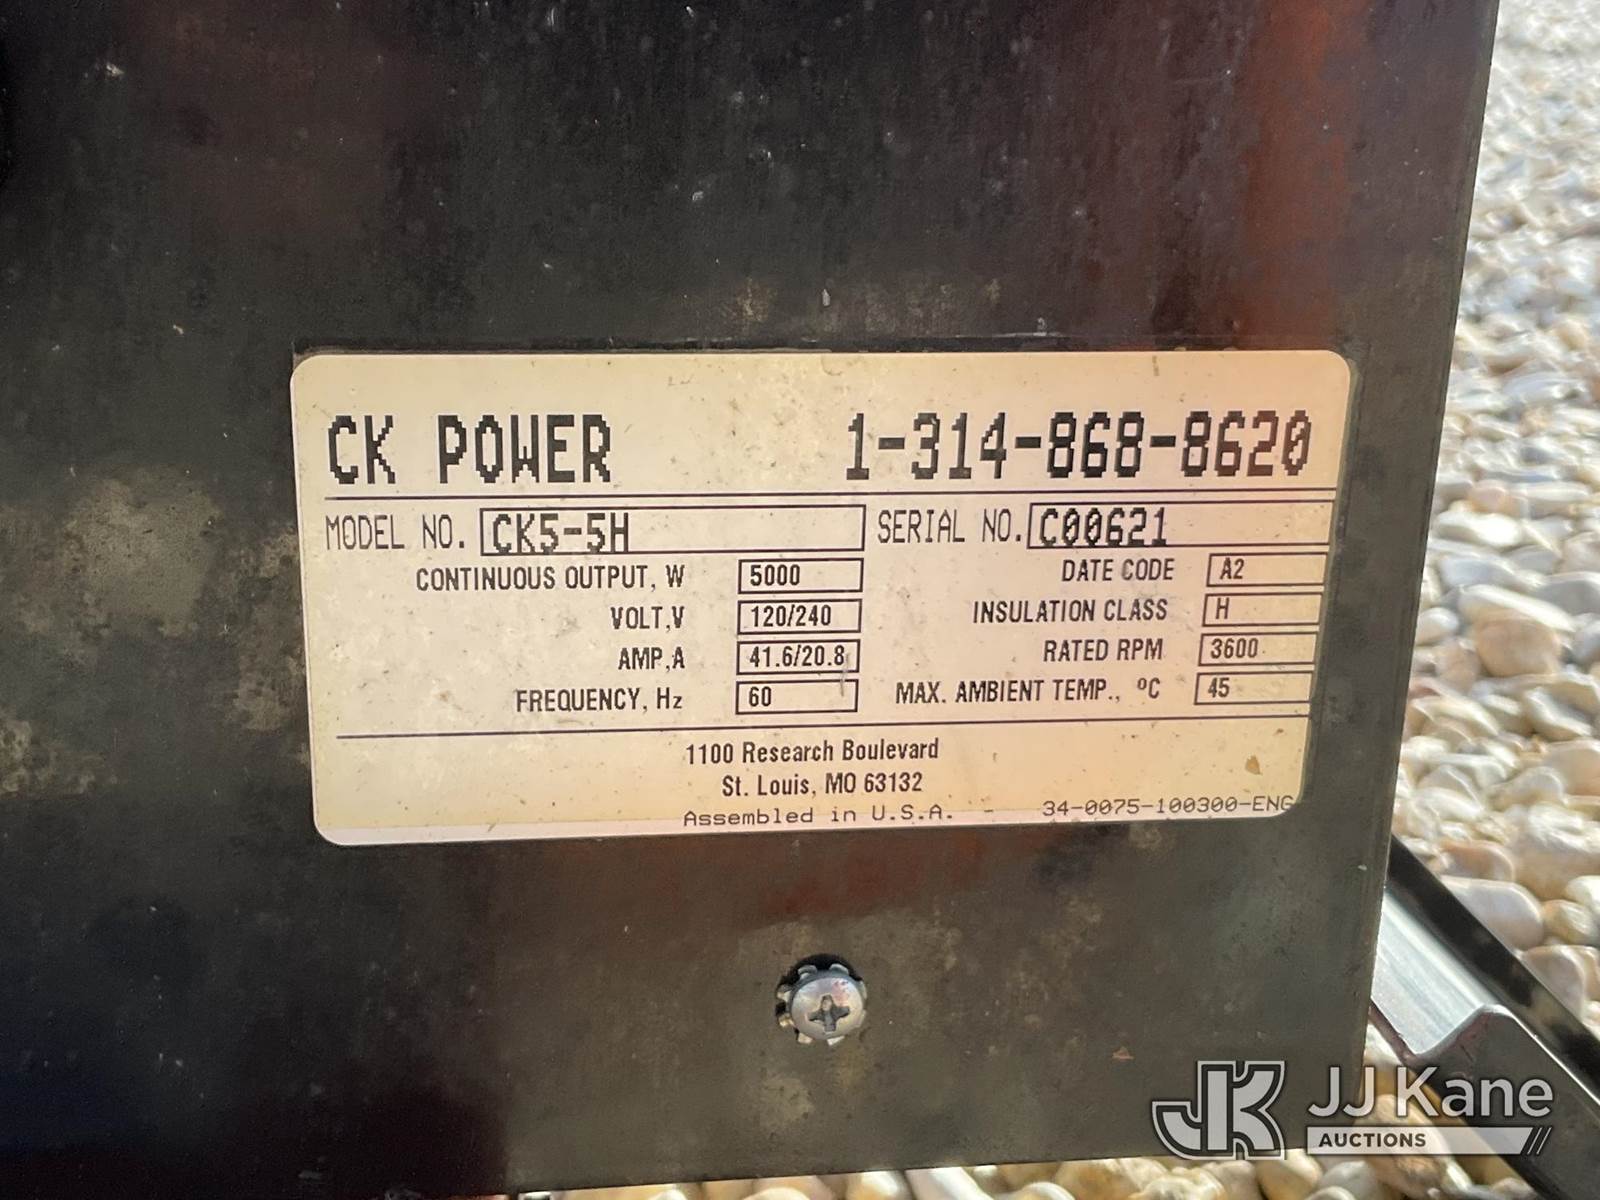 CK POWER 1-314-868-8620
MODEL NO. CK5-5H SERIAL NO. C00621
CONTINUOUS OUTPUT, W 5000 DATE CODE A2
VOLT,V 120/240 INSULATION CLASS H
AMP,A 41.6/20.8 RATED RPM 3600
FREQUENCY, Hz 60 MAX. AMBIENT TEMP., ºC 45
1100 Research Boulevard
St. Louis, MO 63132
Assembled in U.S.A. - 34-0075-100300-ENG
JK JJ Kane
AUCTIONS